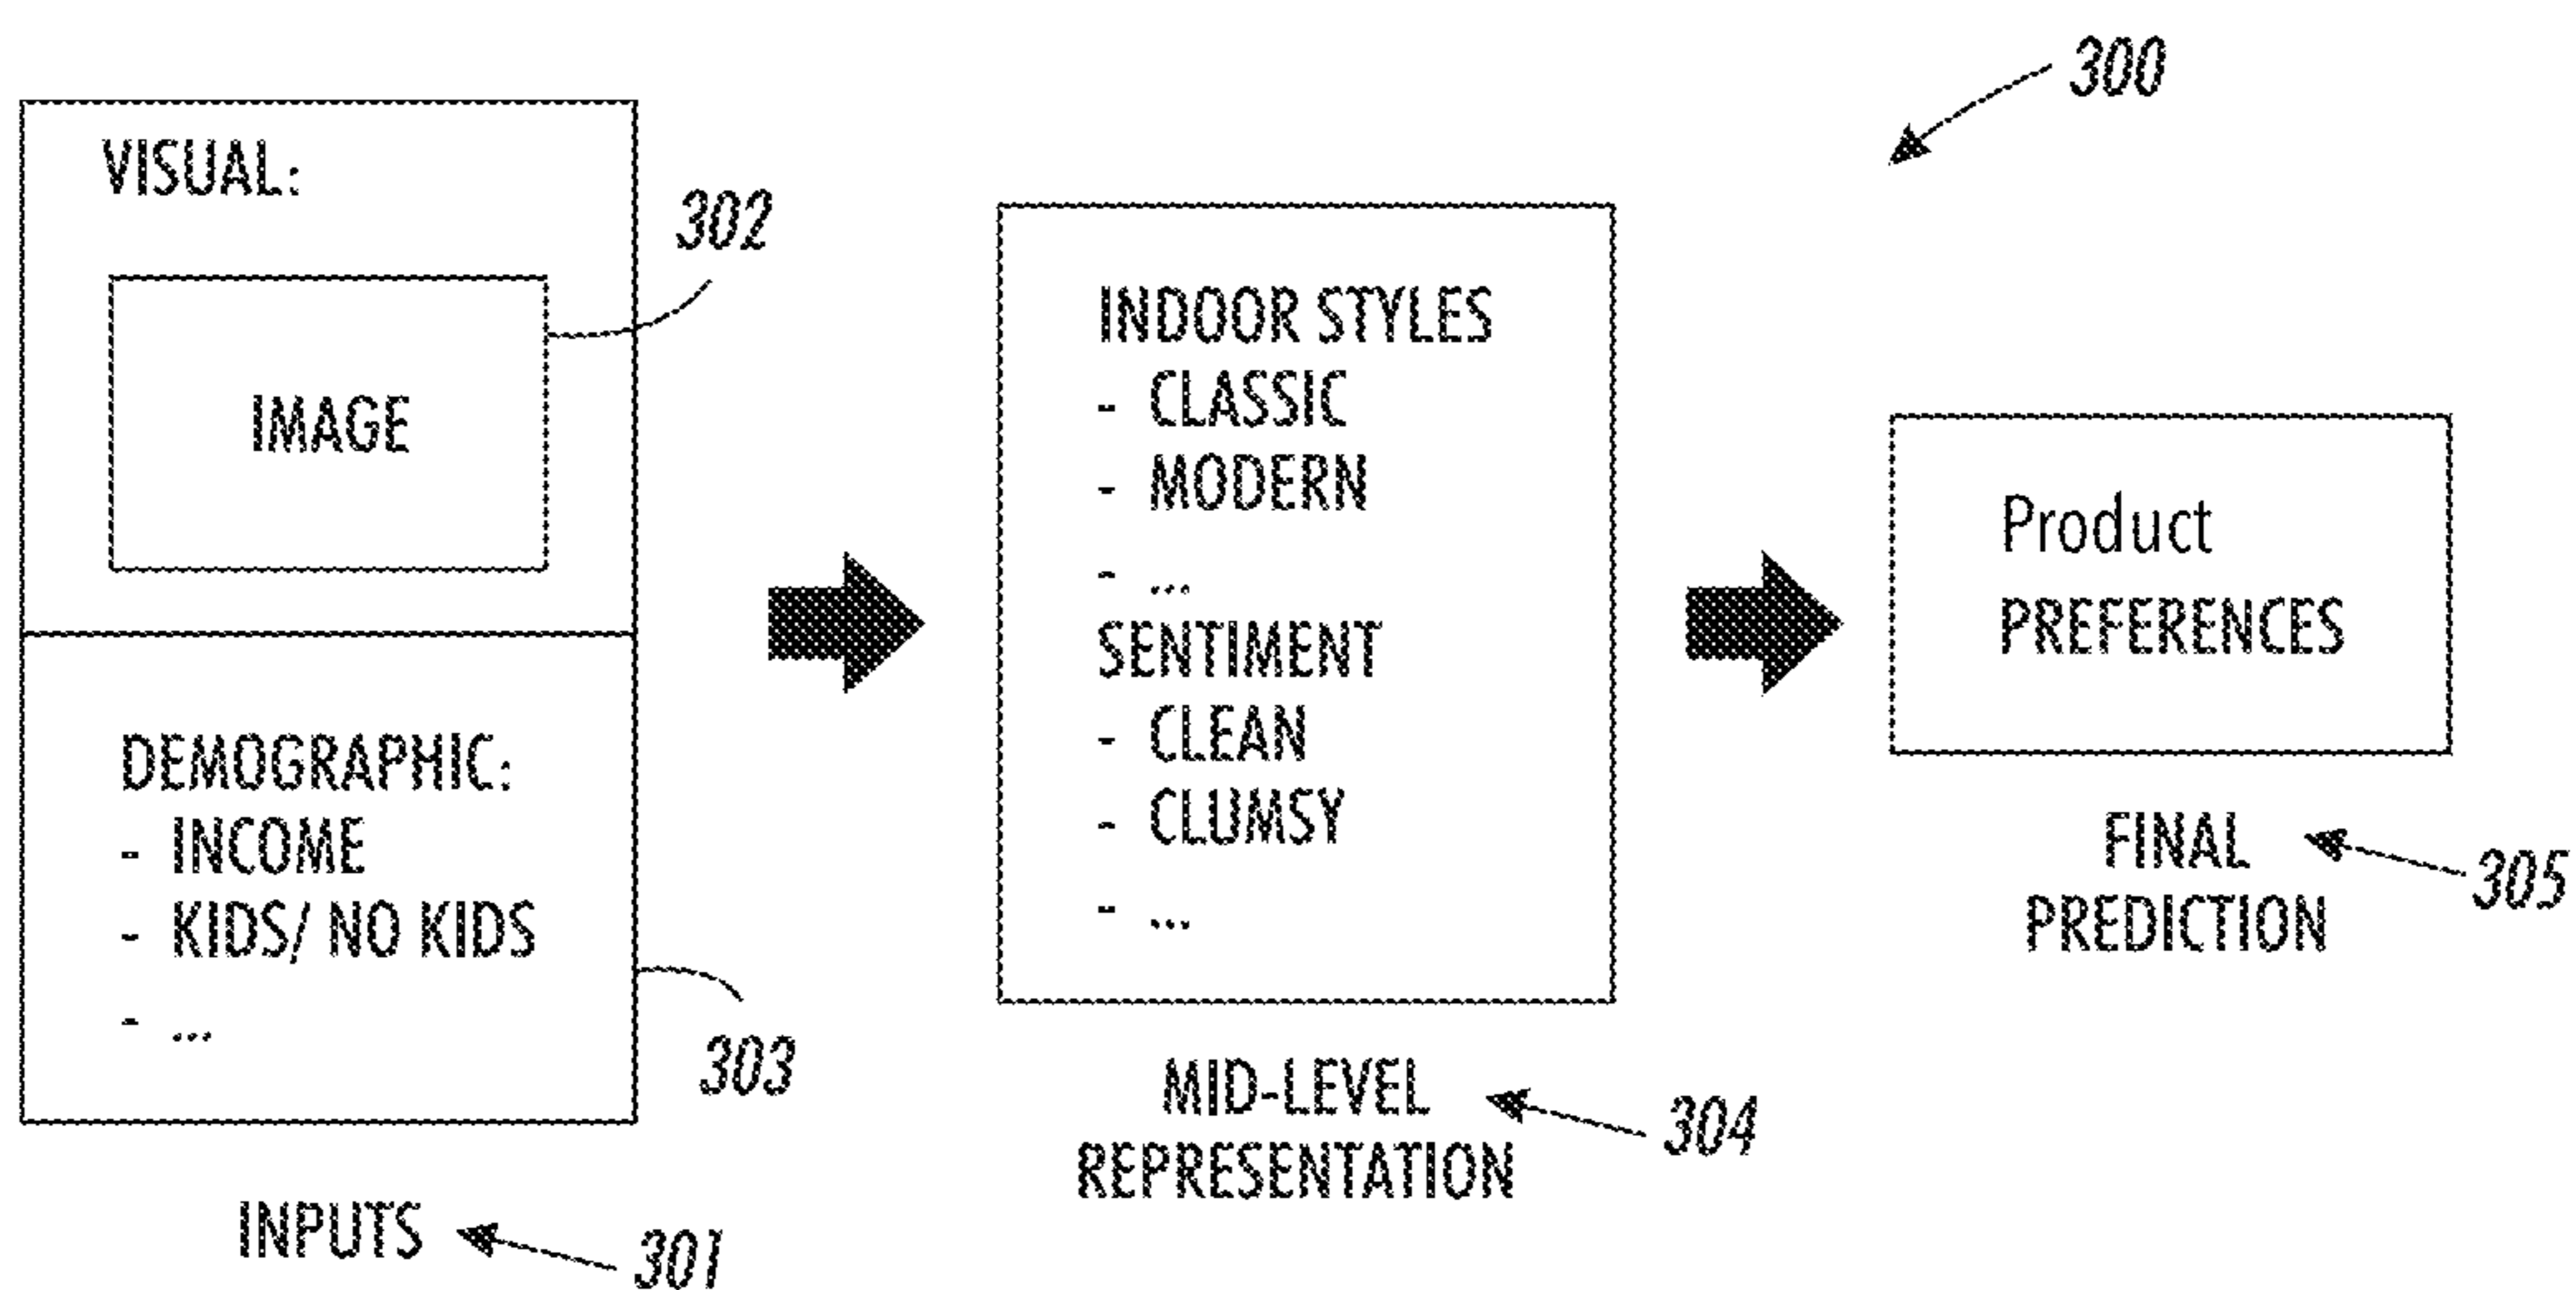 300
VISUAL:
302
IMAGE
DEMOGRAPHIC:
- INCOME
- KIDS/ NO KIDS
- ...
303
INPUTS
301
INDOOR STYLES
- CLASSIC
- MODERN
- ...
SENTIMENT
- CLEAN
- CLUMSY
- ...
MID-LEVEL
REPRESENTATION
304
Product
PREFERENCES
FINAL
PREDICTION
305